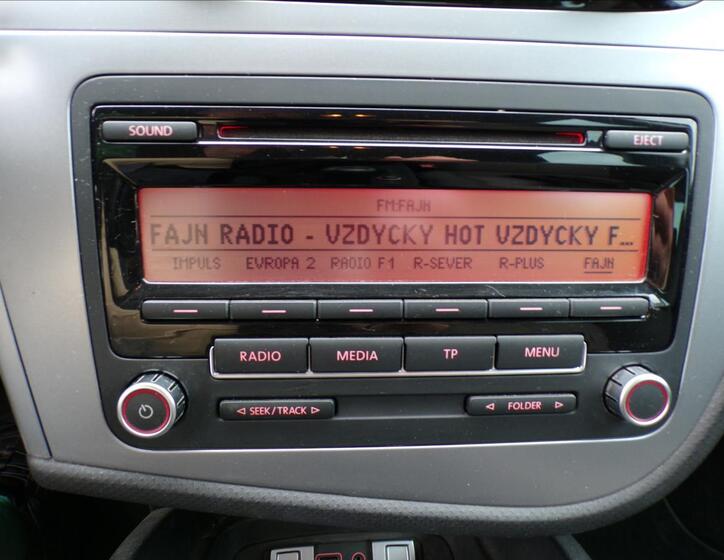 SOUND
EJECT
FM:FAJN
FAJN RADIO - VZDYCKY HOT VZDYCKY F...
IMPULS EVROPA 2 RADIO F1 R-SEVER R-PLUS FAJN
RADIO MEDIA TP MENU
SEEK/TRACK
FOLDER